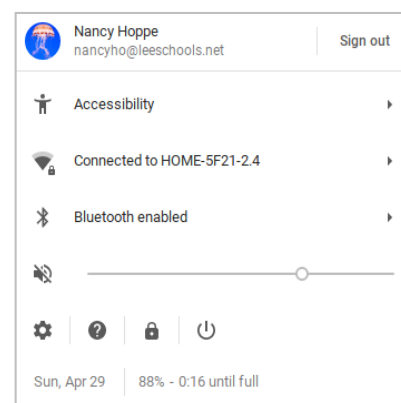 Nancy Hoppe
nancyho@leeschools.net
Sign out
Accessibility
Connected to HOME-5F21-2.4
Bluetooth enabled
Sun, Apr 29
88% - 0:16 until full